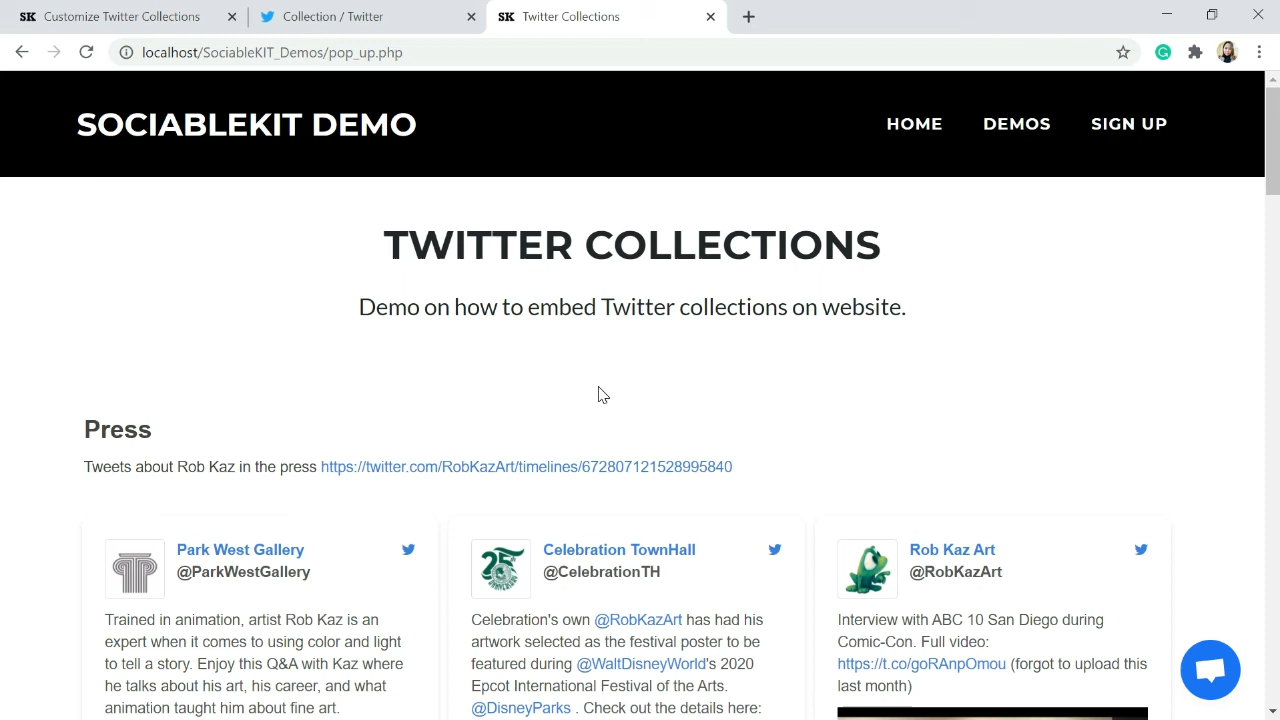 SK Customize Twitter Collections
Collection / Twitter
SK Twitter Collections
localhost/SociableKIT_Demos/pop_up.php
SOCIABLEKIT DEMO
HOME DEMOS SIGN UP
TWITTER COLLECTIONS
Demo on how to embed Twitter collections on website.
Press
Tweets about Rob Kaz in the press https://twitter.com/RobKazArt/timelines/672807121528995840
Park West Gallery
@ParkWestGallery
Trained in animation, artist Rob Kaz is an
expert when it comes to using color and light
to tell a story. Enjoy this Q&A with Kaz where
he talks about his art, his career, and what
animation taught him about fine art.
25th
Celebration TownHall
@CelebrationTH
Celebration's own @RobKazArt has had his
artwork selected as the festival poster to be
featured during @WaltDisneyWorld's 2020
Epcot International Festival of the Arts.
@DisneyParks . Check out the details here:
Rob Kaz Art
@RobKazArt
Interview with ABC 10 San Diego during
Comic-Con. Full video:
https://t.co/goRAnpOmou (forgot to upload this
last month)